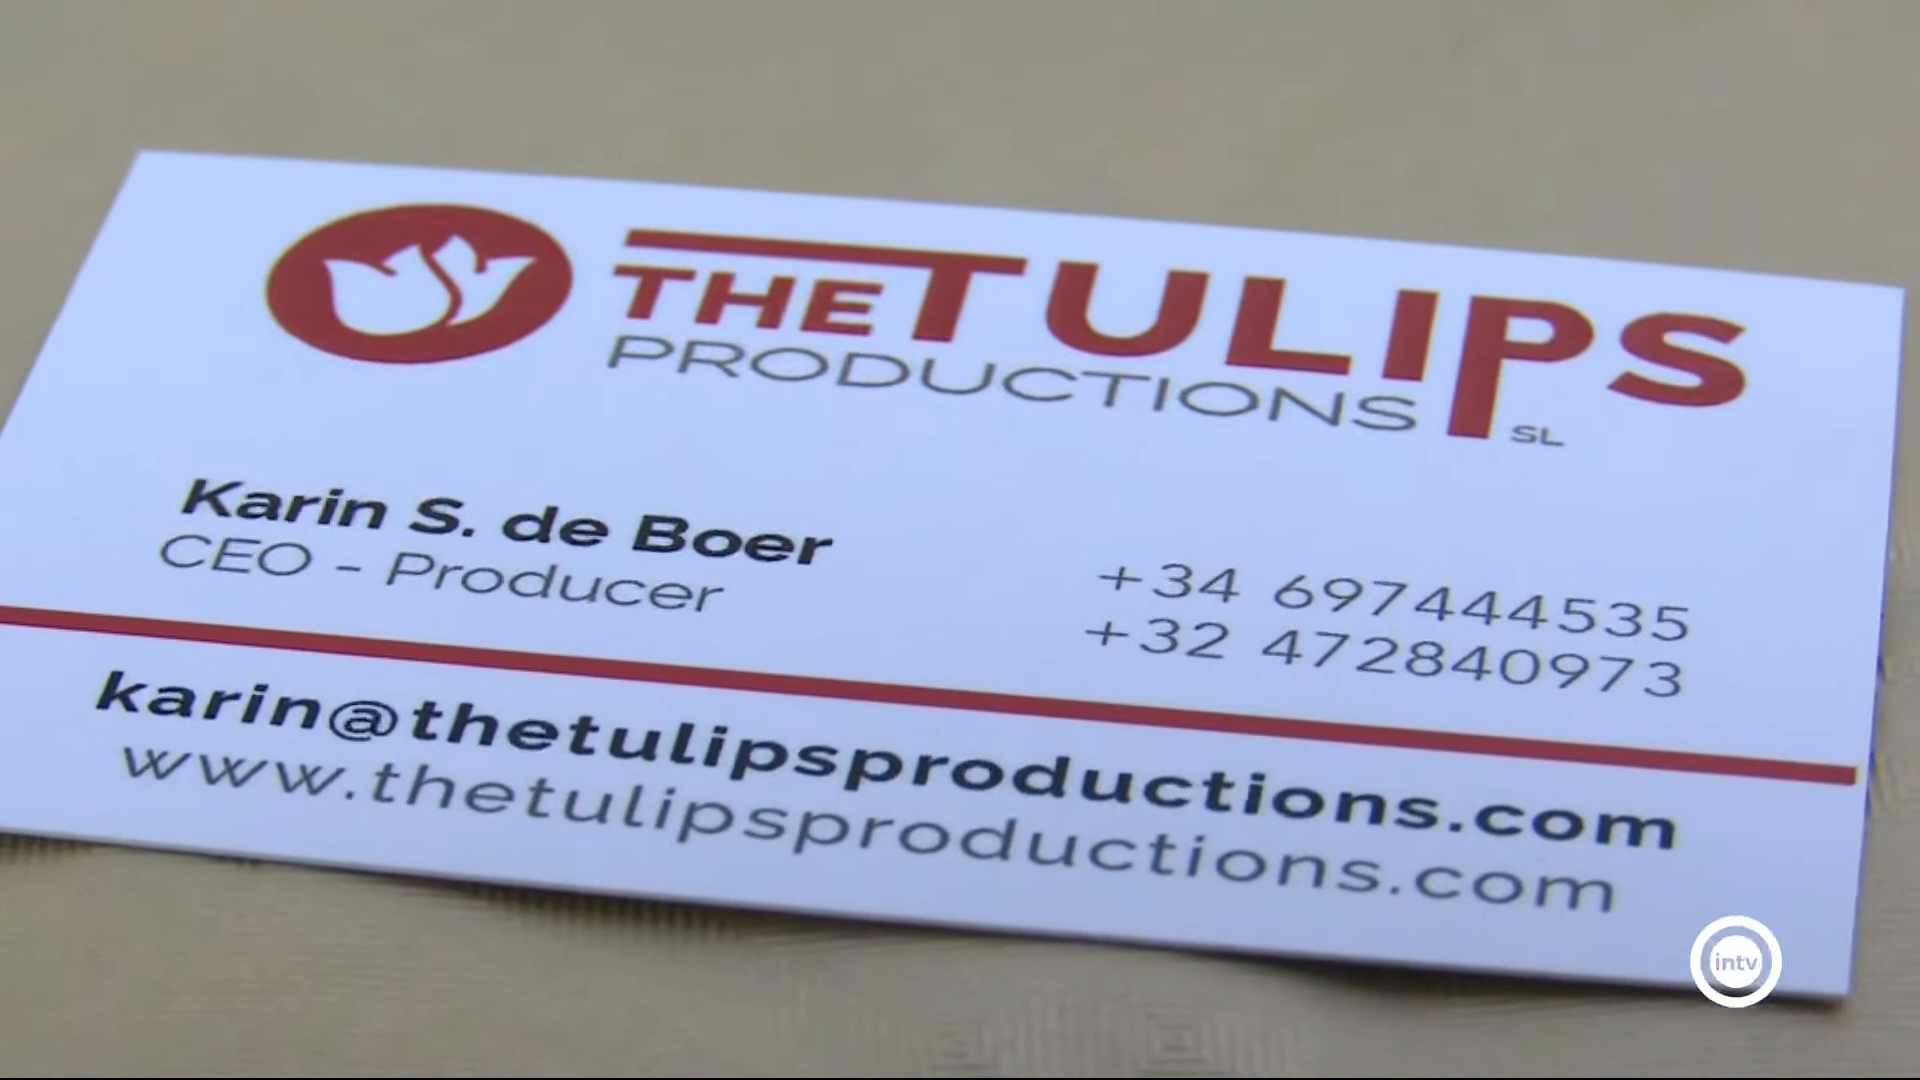 THE TULIPS
PRODUCTIONS SL
Karin S. de Boer
CEO - Producer
+34 697444535
+32 472840973
karin@thetulipsproductions.com
www.thetulipsproductions.com
intv